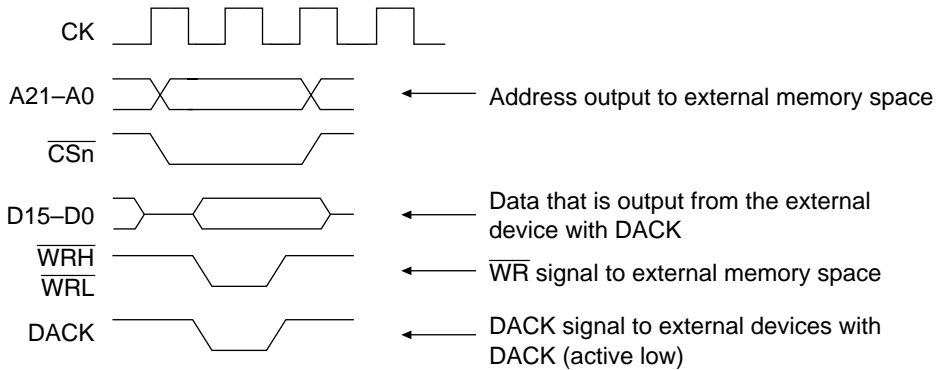 CK
A21–A0
Address output to external memory space
CSn
D15–D0
Data that is output from the external
device with DACK
WRH
WRL
WR signal to external memory space
DACK
DACK signal to external devices with
DACK (active low)